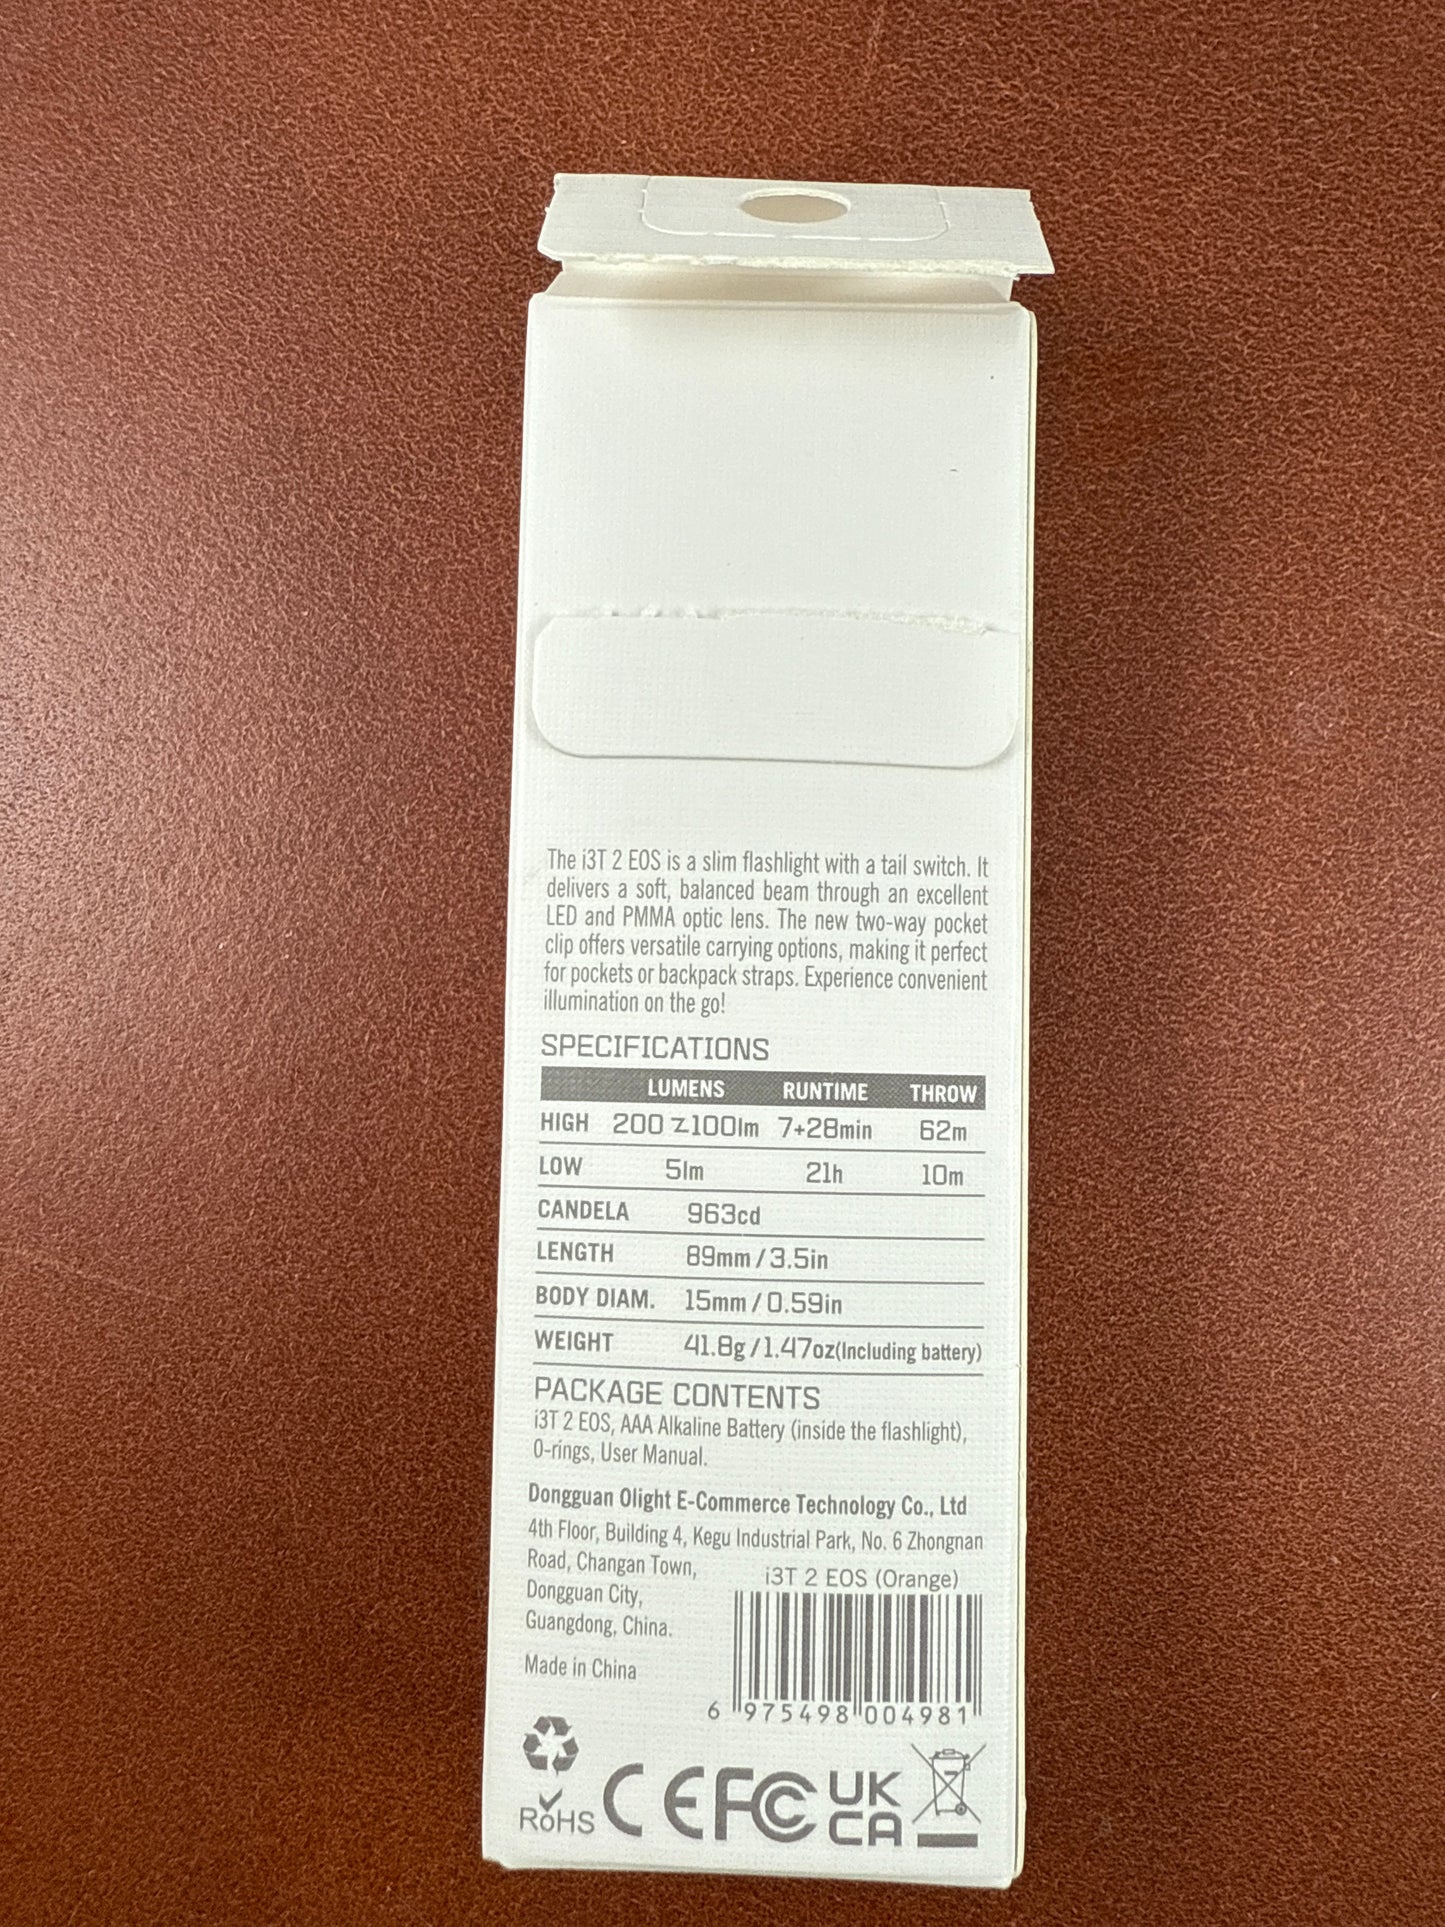 The i3T 2 EOS is a slim flashlight with a tail switch. It
delivers a soft, balanced beam through an excellent
LED and PMMA optic lens. The new two-way pocket
clip offers versatile carrying options, making it perfect
for pockets or backpack straps. Experience convenient
illumination on the go!
SPECIFICATIONS
LUMENS RUNTIME THROW
HIGH 200 ㄥ100lm 7+28min 62m
LOW 5lm 21h 10m
CANDELA 963cd
LENGTH 89mm / 3.5in
BODY DIAM. 15mm / 0.59in
WEIGHT 41.8g / 1.47oz(Including battery)
PACKAGE CONTENTS
i3T 2 EOS, AAA Alkaline Battery (inside the flashlight),
O-rings, User Manual.
Dongguan Olight E-Commerce Technology Co., Ltd
4th Floor, Building 4, Kegu Industrial Park, No. 6 Zhongnan
Road, Changan Town,
Dongguan City,
Guangdong, China.
Made in China
i3T 2 EOS (Orange)
6 975498 004981
RoHS CE FC UK
CA